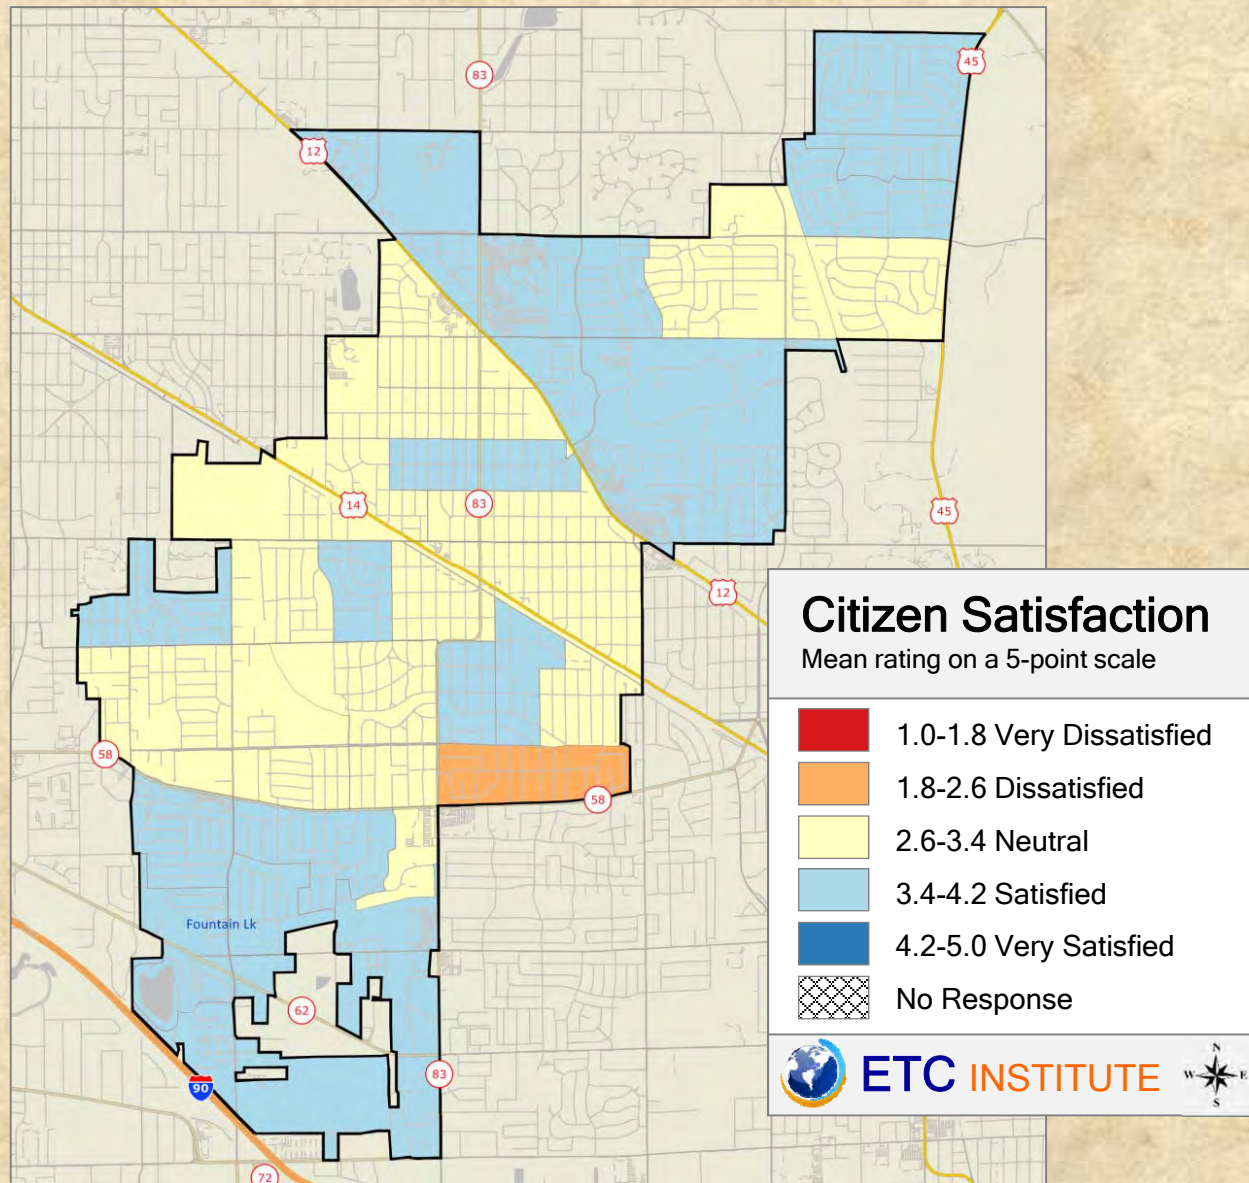 83
45
12
14
83
45
12
58
58
Fountain Lk
62
83
90
72
Citizen Satisfaction
Mean rating on a 5-point scale
1.0-1.8 Very Dissatisfied
1.8-2.6 Dissatisfied
2.6-3.4 Neutral
3.4-4.2 Satisfied
4.2-5.0 Very Satisfied
No Response
ETC INSTITUTE
N
W E
S